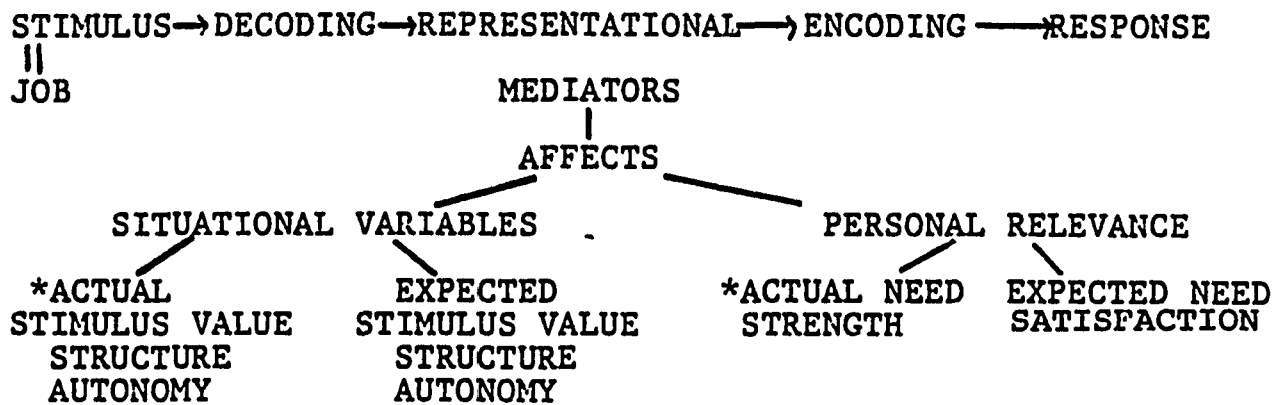 STIMULUS→DECODING→REPRESENTATIONAL→ENCODING→RESPONSE
JOB MEDIATORS
AFFECTS
SITUATIONAL VARIABLES PERSONAL RELEVANCE
*ACTUAL EXPECTED *ACTUAL NEED EXPECTED NEED
STIMULUS VALUE STIMULUS VALUE STRENGTH SATISFACTION
STRUCTURE STRUCTURE
AUTONOMY AUTONOMY